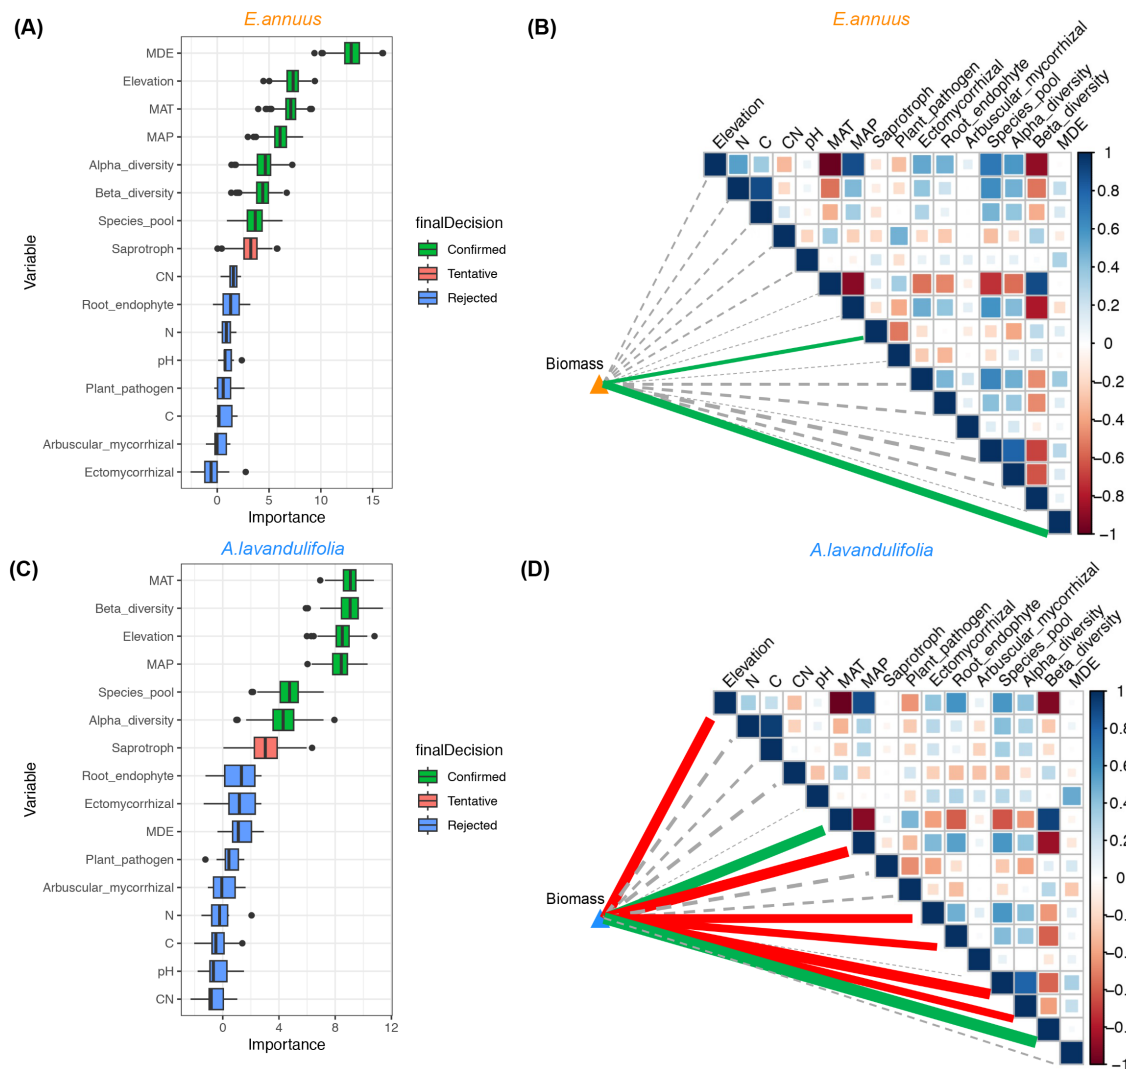 (A)
E.annuus
MDE
Elevation
MAT
MAP
Alpha_diversity
Beta_diversity
Species_pool
Saprotroph
CN
Root_endophyte
N
pH
Plant_pathogen
C
Arbuscular_mycorrhizal
Ectomycorrhizal
Variable
0 5 10 15
Importance
finalDecision
Confirmed
Tentative
Rejected
(B)
E.annuus
Elevation
N
C
CN
pH
MAT
MAP
Saprotroph
Plant_pathogen
Ectomycorrhizal
Root_endophyte
Arbuscular_mycorrhizal
Species_pool
Alpha_diversity
Beta_diversity
MDE
Biomass
1
0.8
0.6
0.4
0.2
0
-0.2
-0.4
-0.6
-0.8
-1
(C)
A.lavandulifolia
MAT
Beta_diversity
Elevation
MAP
Species_pool
Alpha_diversity
Saprotroph
Root_endophyte
Ectomycorrhizal
MDE
Plant_pathogen
Arbuscular_mycorrhizal
N
C
pH
CN
Variable
0 4 8 12
Importance
finalDecision
Confirmed
Tentative
Rejected
(D)
A.lavandulifolia
Elevation
N
C
CN
pH
MAT
MAP
Saprotroph
Plant_pathogen
Ectomycorrhizal
Root_endophyte
Arbuscular_mycorrhizal
Species_pool
Alpha_diversity
Beta_diversity
MDE
Biomass
1
0.8
0.6
0.4
0.2
0
-0.
-0.
-0.
-0.
-1